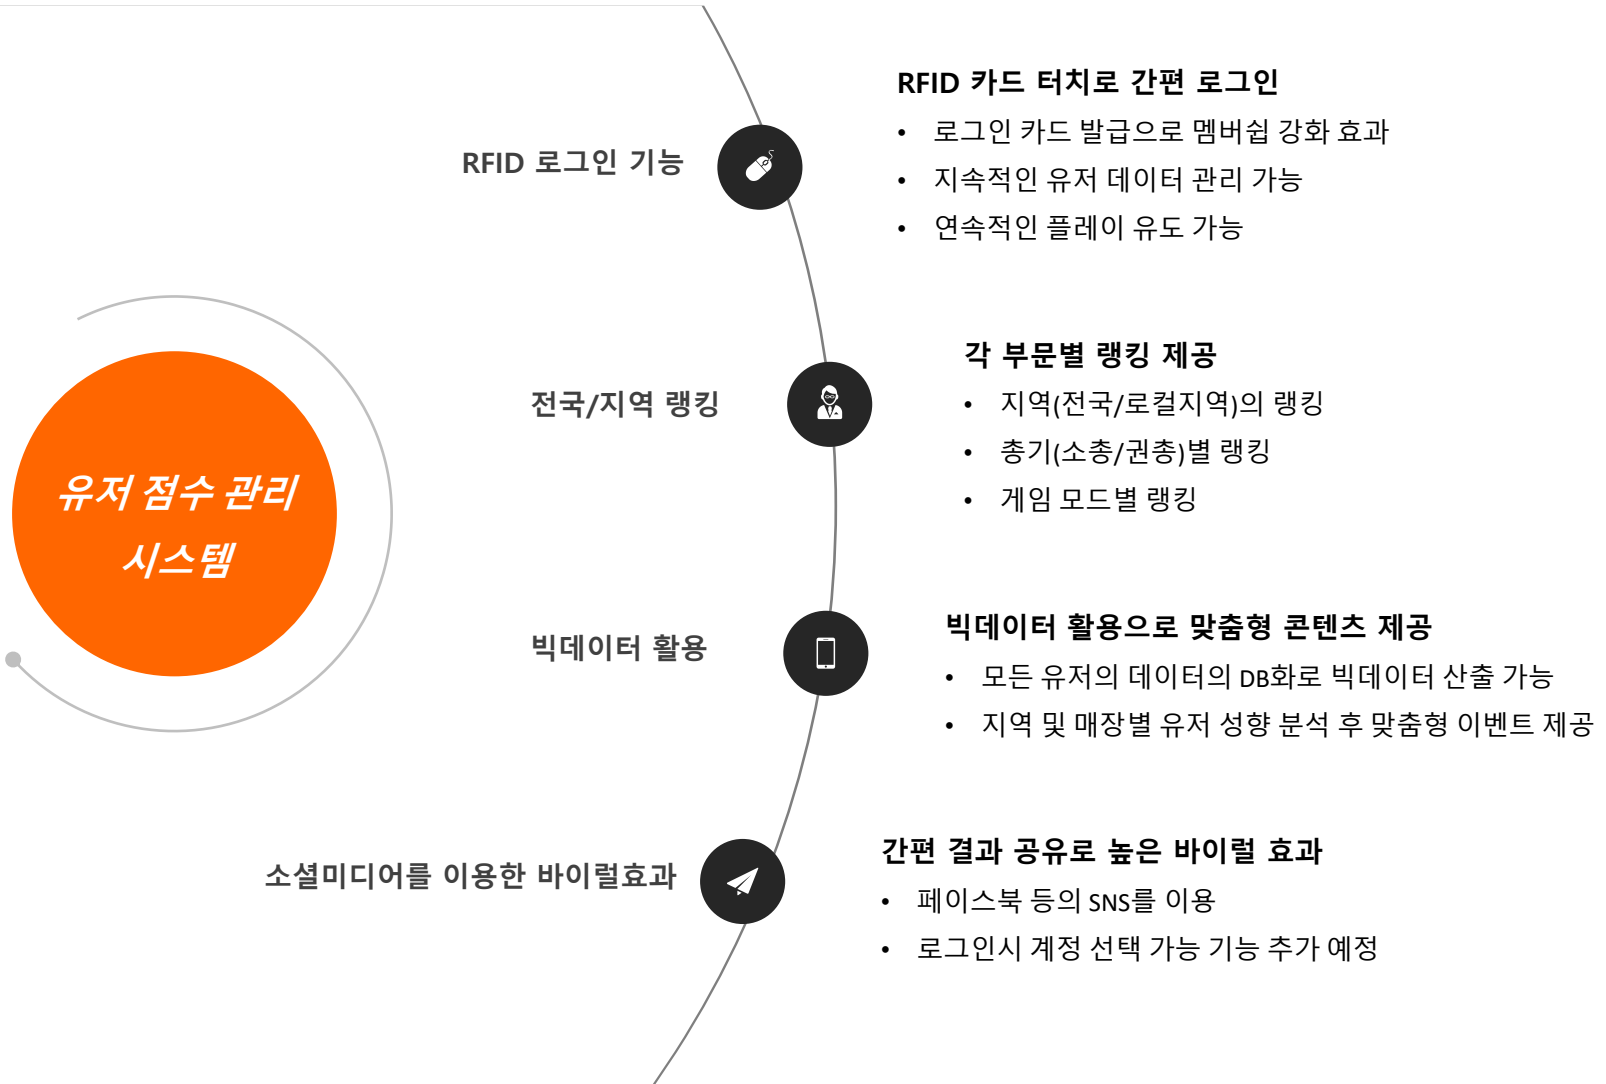 유저 점수 관리
시스템
RFID 로그인 기능
RFID 카드 터치로 간편 로그인
• 로그인 카드 발급으로 멤버쉽 강화 효과
• 지속적인 유저 데이터 관리 가능
• 연속적인 플레이 유도 가능
전국/지역 랭킹
각 부문별 랭킹 제공
• 지역(전국/로컬지역)의 랭킹
• 총기(소총/권총)별 랭킹
• 게임 모드별 랭킹
빅데이터 활용
빅데이터 활용으로 맞춤형 콘텐츠 제공
• 모든 유저의 데이터의 DB화로 빅데이터 산출 가능
• 지역 및 매장별 유저 성향 분석 후 맞춤형 이벤트 제공
소셜미디어를 이용한 바이럴효과
간편 결과 공유로 높은 바이럴 효과
• 페이스북 등의 SNS를 이용
• 로그인시 계정 선택 가능 기능 추가 예정